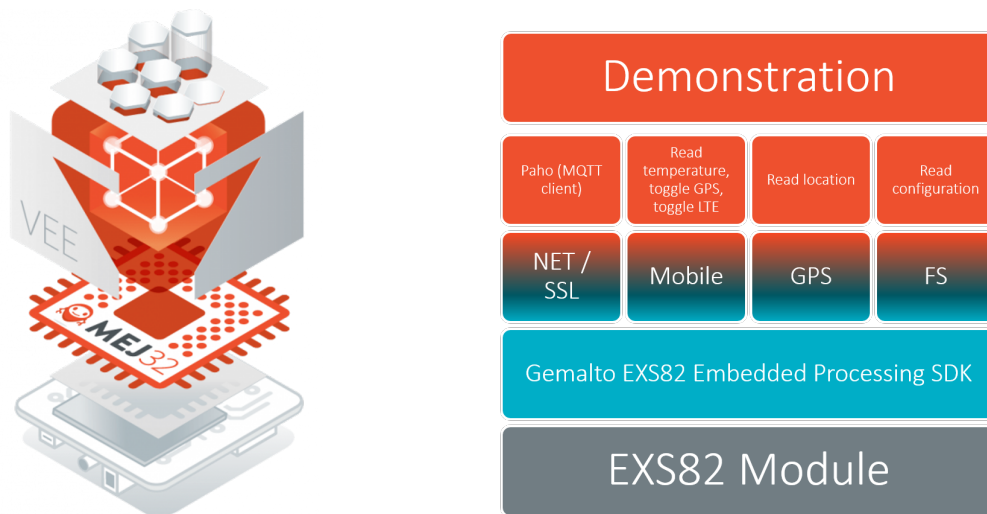 VEE
MEJ32
Demonstration
Paho (MQTT
client)
Read
temperature,
toggle GPS,
toggle LTE
Read location
Read
configuration
NET /
SSL
Mobile
GPS
FS
Gemalto EXS82 Embedded Processing SDK
EXS82 Module